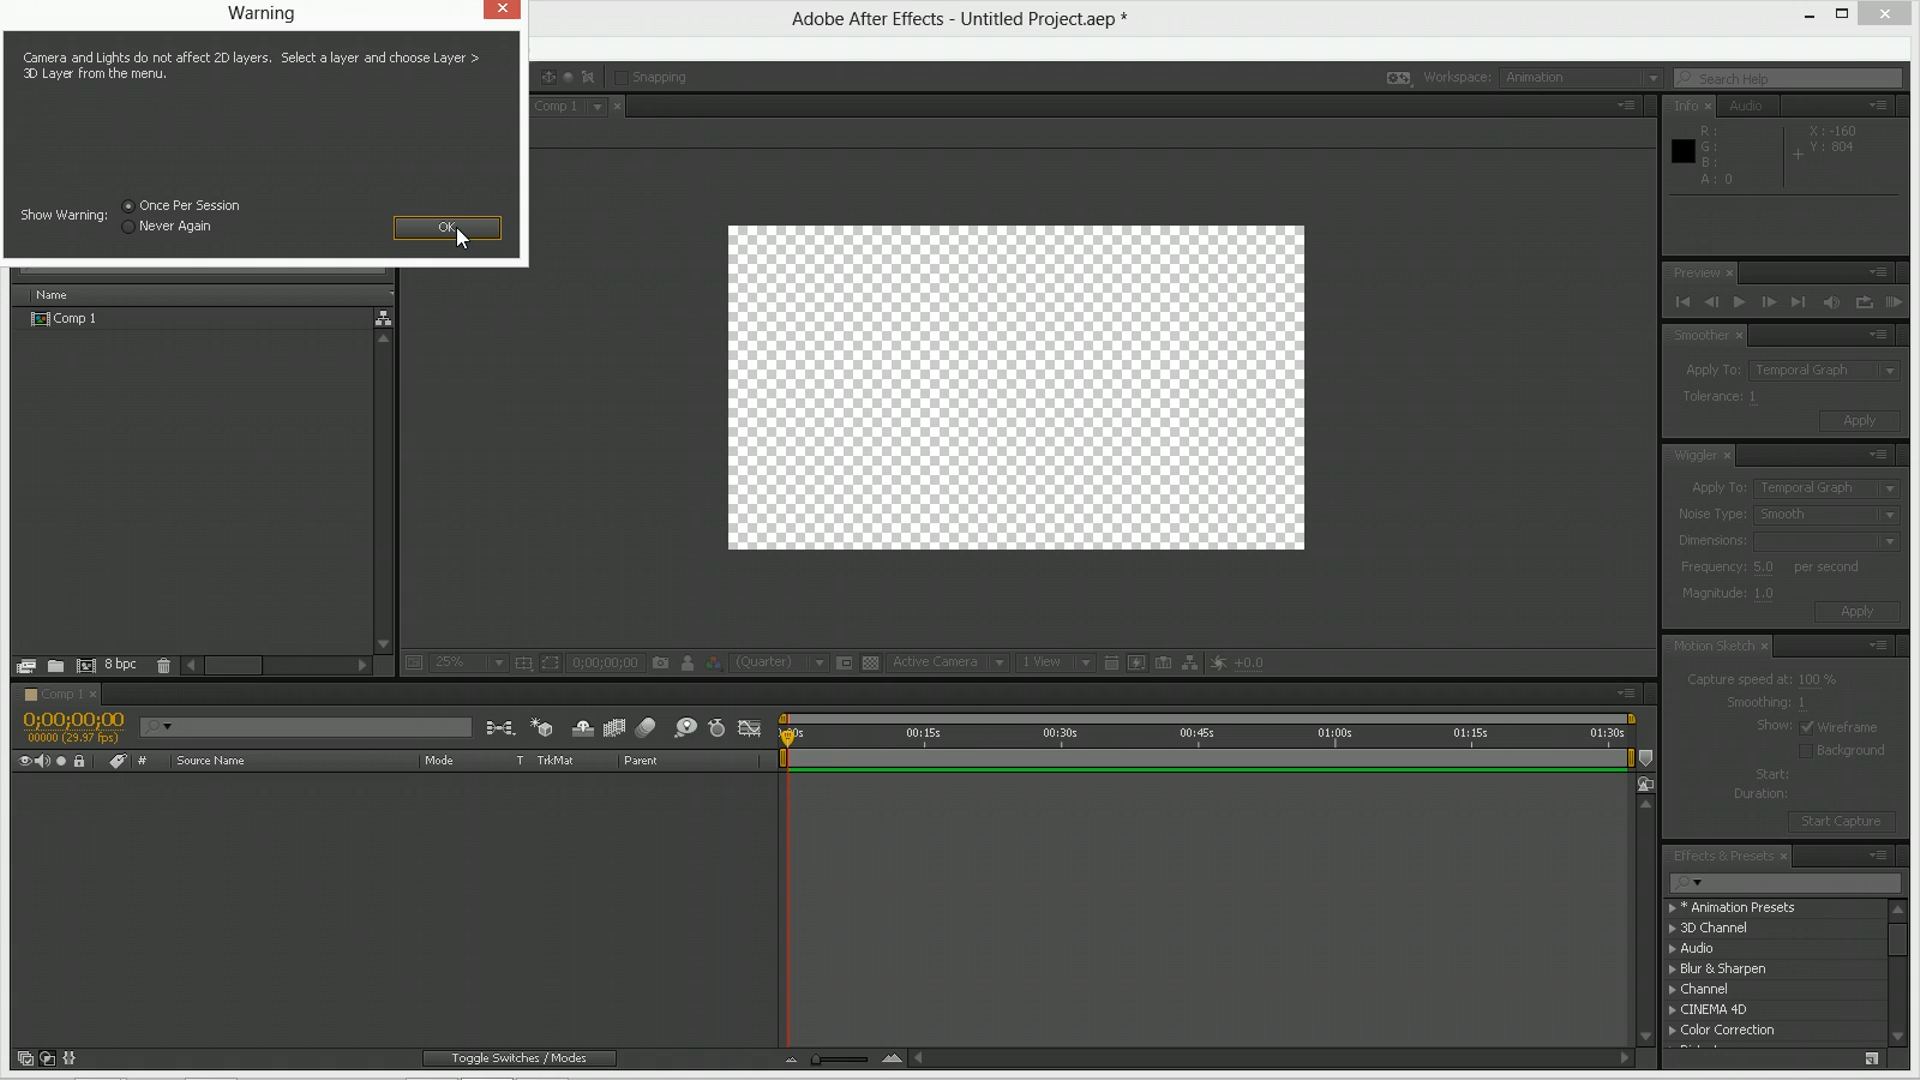 Warning
Adobe After Effects - Untitled Project.aep *
Camera and Lights do not affect 2D layers. Select a layer and choose Layer >
3D Layer from the menu.
Show Warning:
Once Per Session
Never Again
OK
Snapping
Workspace: Animation
Search Help
Comp 1
Info
Audio
R :
G :
B :
A : 0
X : -160
Y : 804
Preview
Smoother
Apply To: Temporal Graph
Tolerance: 1
Apply
Wiggler
Apply To: Temporal Graph
Noise Type: Smooth
Dimensions:
Frequency: 5.0 per second
Magnitude: 1.0
Apply
Motion Sketch
Capture speed at: 100 %
Smoothing: 1
Show: Wireframe
Background
Start:
Duration:
Start Capture
Effects & Presets
* Animation Presets
3D Channel
Audio
Blur & Sharpen
Channel
CINEMA 4D
Color Correction
Name
Comp 1
8 bpc
25%
0;00;00;00
(Quarter)
Active Camera
1 View
+0.0
Comp 1
0;00;00;00
00000 (29.97 fps)
# Source Name Mode T TrkMat Parent
00:15s 00:30s 00:45s 01:00s 01:15s 01:30s
Toggle Switches / Modes